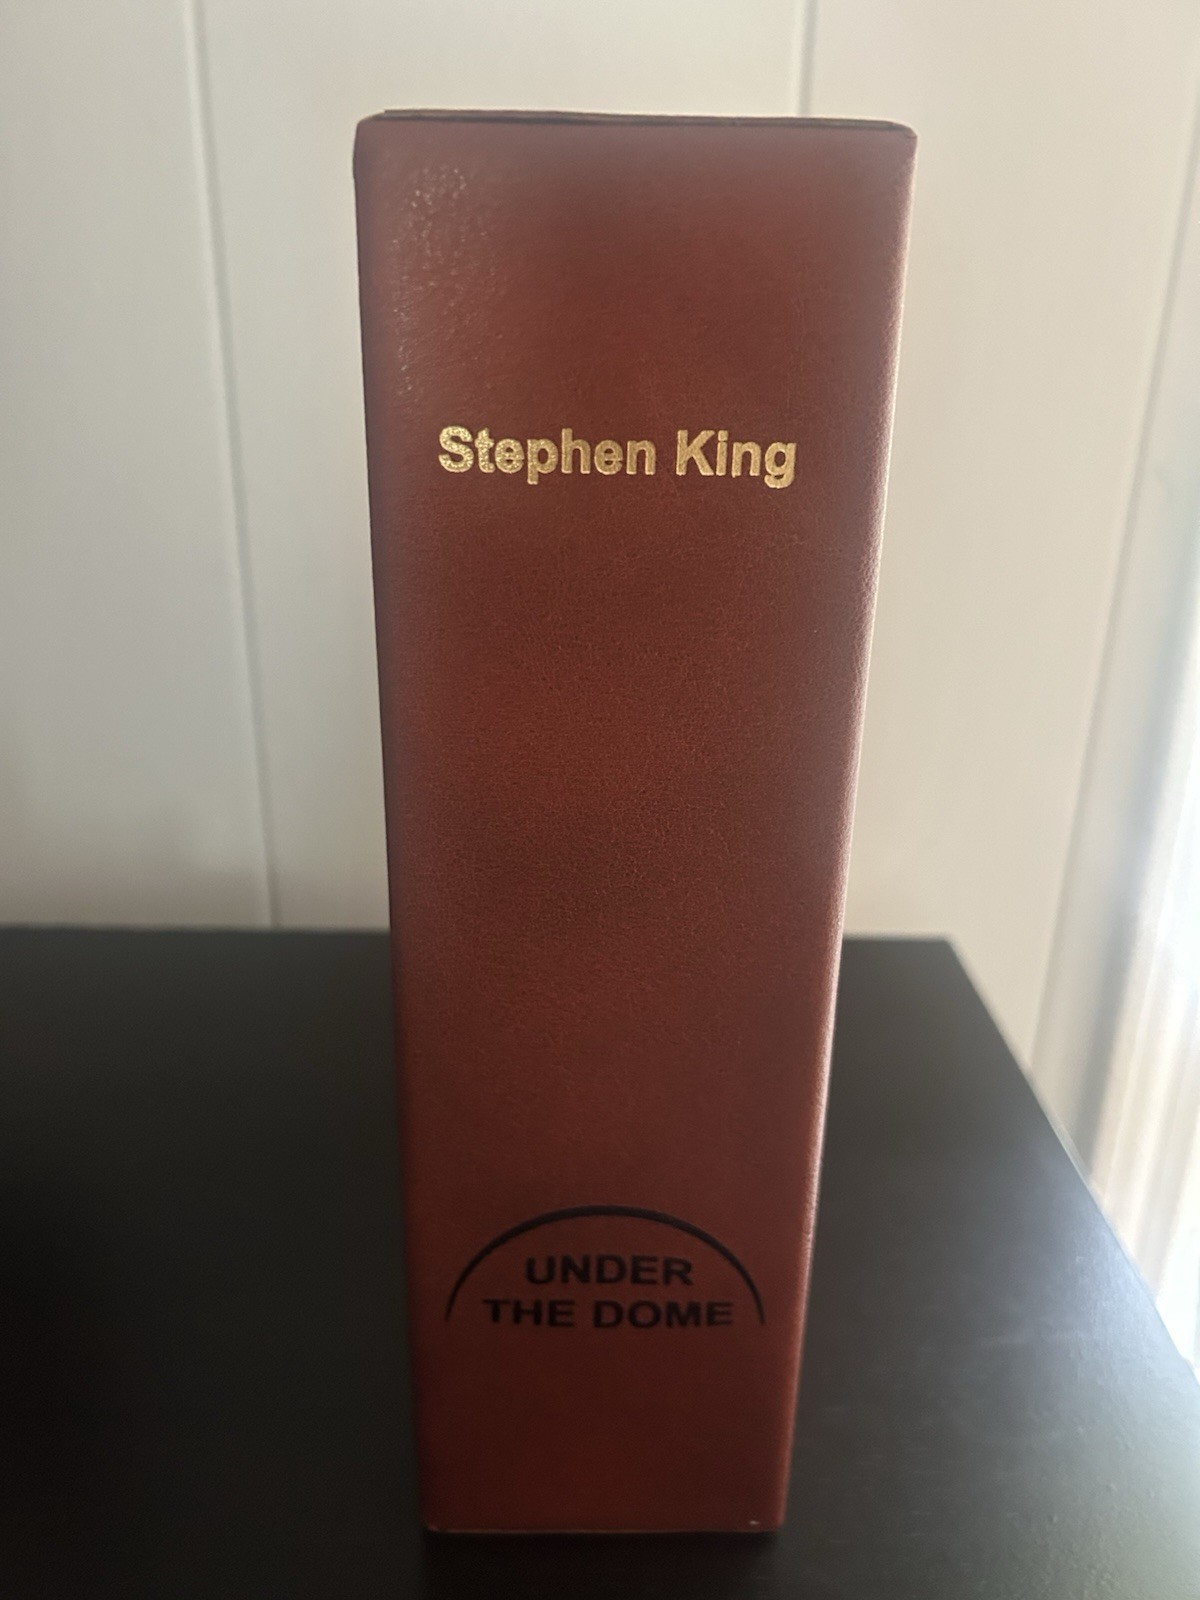 Stephen King
UNDER
THE DOME